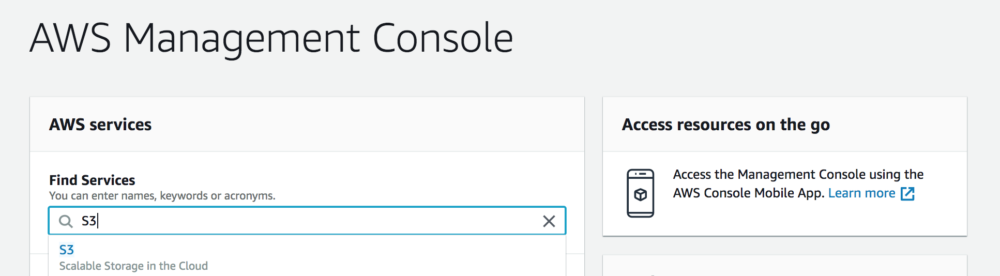 AWS Management Console
AWS services
Find Services
You can enter names, keywords or acronyms.
S3
S3
Scalable Storage in the Cloud
Access resources on the go
Access the Management Console using the
AWS Console Mobile App. Learn more